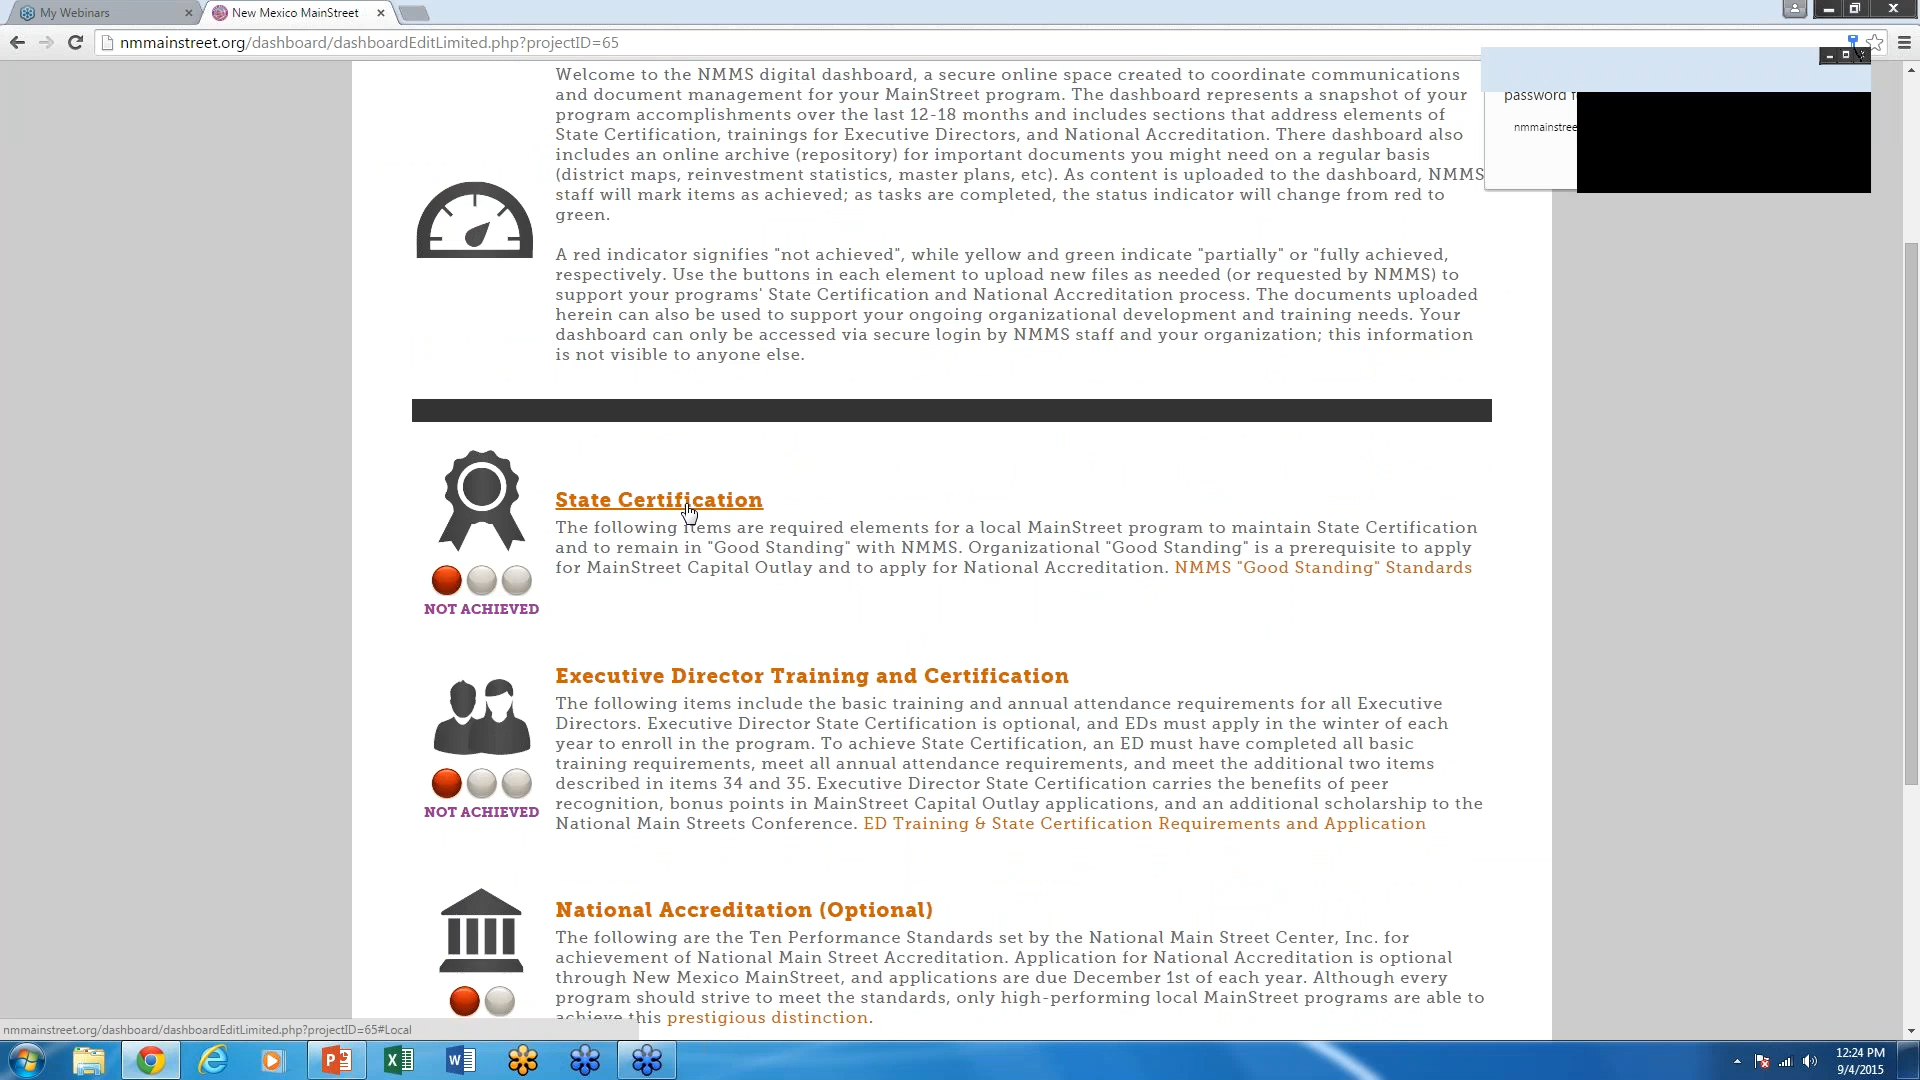 My Webinars
New Mexico MainStreet
nmmainstreet.org/dashboard/dashboardEditLimited.php?projectID=65
Welcome to the NMMS digital dashboard, a secure online space created to coordinate communications
and document management for your MainStreet program. The dashboard represents a snapshot of your
program accomplishments over the last 12-18 months and includes sections that address elements of
State Certification, trainings for Executive Directors, and National Accreditation. There dashboard also
includes an online archive (repository) for important documents you might need on a regular basis
(district maps, reinvestment statistics, master plans, etc). As content is uploaded to the dashboard, NMMS
staff will mark items as achieved; as tasks are completed, the status indicator will change from red to
green.
password
nmmainstree
A red indicator signifies "not achieved", while yellow and green indicate "partially" or "fully achieved,
respectively. Use the buttons in each element to upload new files as needed (or requested by NMMS) to
support your programs' State Certification and National Accreditation process. The documents uploaded
herein can also be used to support your ongoing organizational development and training needs. Your
dashboard can only be accessed via secure login by NMMS staff and your organization; this information
is not visible to anyone else.
State Certification
The following items are required elements for a local MainStreet program to maintain State Certification
and to remain in "Good Standing" with NMMS. Organizational "Good Standing" is a prerequisite to apply
for MainStreet Capital Outlay and to apply for National Accreditation. NMMS "Good Standing" Standards
NOT ACHIEVED
Executive Director Training and Certification
The following items include the basic training and annual attendance requirements for all Executive
Directors. Executive Director State Certification is optional, and EDs must apply in the winter of each
year to enroll in the program. To achieve State Certification, an ED must have completed all basic
training requirements, meet all annual attendance requirements, and meet the additional two items
described in items 34 and 35. Executive Director State Certification carries the benefits of peer
recognition, bonus points in MainStreet Capital Outlay applications, and an additional scholarship to the
National Main Streets Conference. ED Training & State Certification Requirements and Application
NOT ACHIEVED
National Accreditation (Optional)
The following are the Ten Performance Standards set by the National Main Street Center, Inc. for
achievement of National Main Street Accreditation. Application for National Accreditation is optional
through New Mexico MainStreet, and applications are due December 1st of each year. Although every
program should strive to meet the standards, only high-performing local MainStreet programs are able to
achieve this prestigious distinction.
nmmainstreet.org/dashboard/dashboardEditLimited.php?projectID=65#Local
12:24 PM
9/4/2015